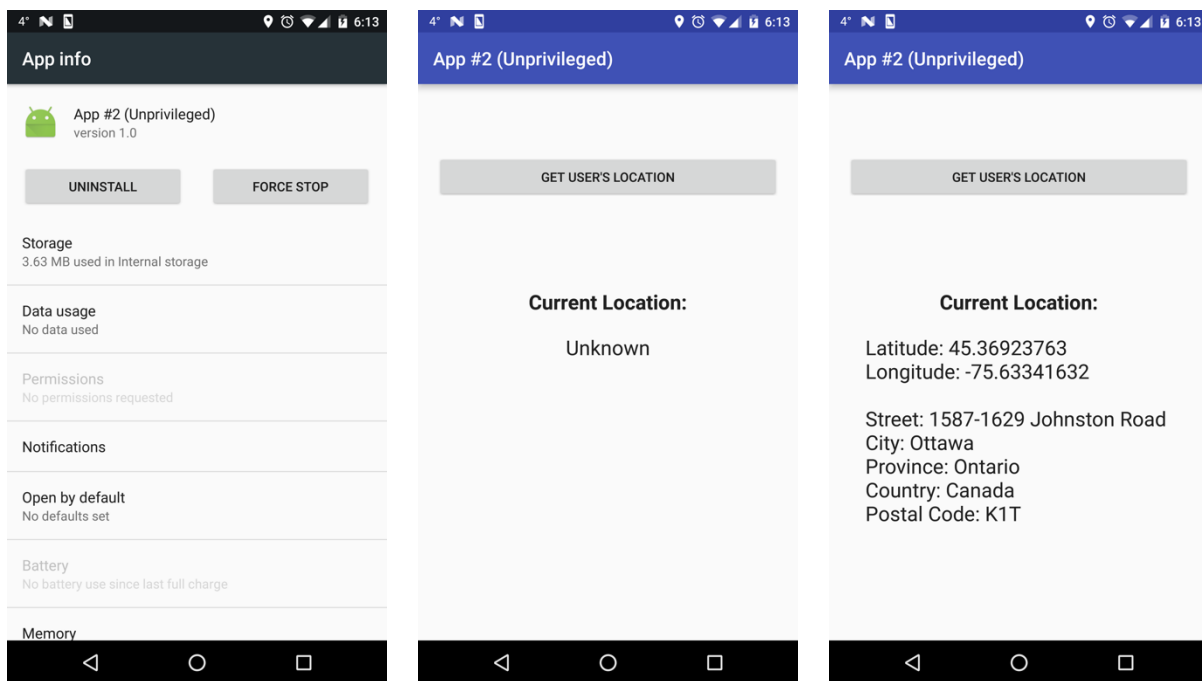 4° 6:13
App info
App #2 (Unprivileged)
version 1.0
UNINSTALL FORCE STOP
Storage
3.63 MB used in Internal storage
Data usage
No data used
Permissions
No permissions requested
Notifications
Open by default
No defaults set
Battery
No battery use since last full charge
Memory
4° 6:13
App #2 (Unprivileged)
GET USER'S LOCATION
Current Location:
Unknown
4° 6:13
App #2 (Unprivileged)
GET USER'S LOCATION
Current Location:
Latitude: 45.36923763
Longitude: -75.63341632
Street: 1587-1629 Johnston Road
City: Ottawa
Province: Ontario
Country: Canada
Postal Code: K1T